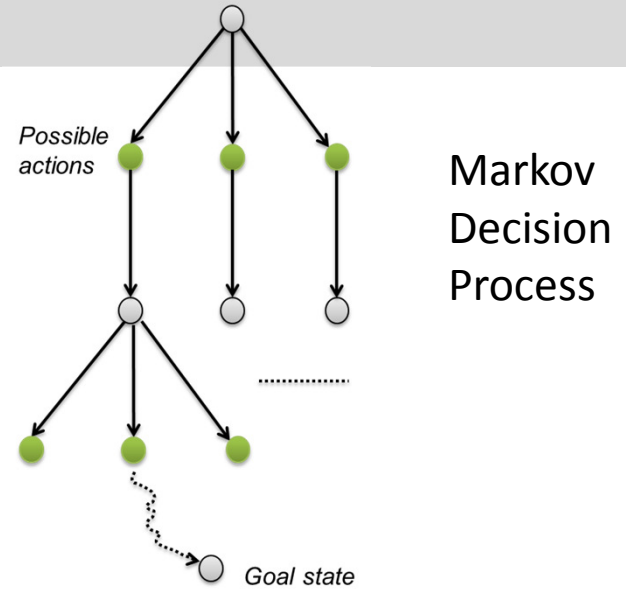 Possible
actions
Markov
Decision
Process
Goal state